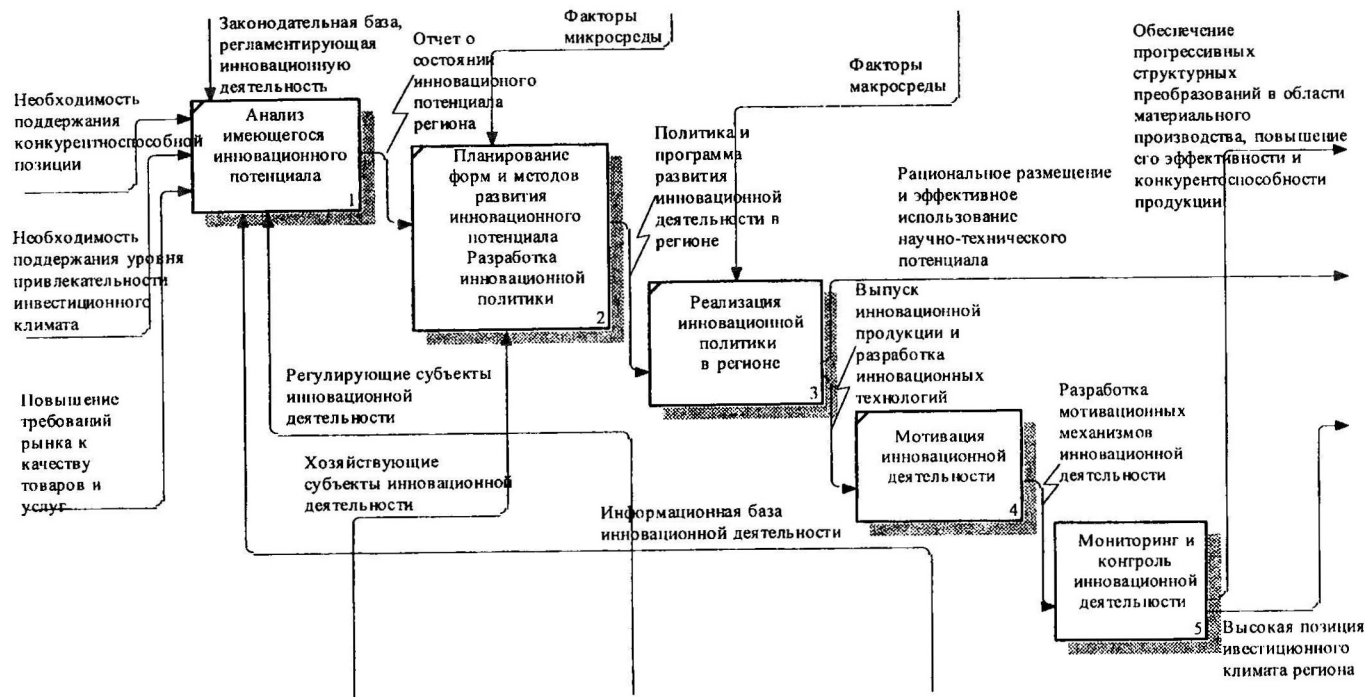 Законодательная база,
регламентирующая
инновационную
деятельность
Факторы
микросреды
Отчет о
состоянии
инновационого
потенциала
региона
Факторы
макросреды
Обеспечение
прогрессивных
структурных
преобразований в области
материального
производства, повышение
его эффективности и
конкурентоспособности
продукции
Необходимость
поддержания
конкурентноспособной
позиции
Анализ
имеющегося
инновационного
потенциала
1
Планирование
форм и методов
развития
инновационного
потенциала
Разработка
инновационной
политики
2
Политика и
программа
развития
инновационной
деятельности в
регионе
Рациональное размещение
и эффективное
использование
научно-технического
потенциала
Необходимость
поддержания уровня
привлекательности
инвестиционного
климата
Реализация
инновационной
политики
в регионе
3
Выпуск
инновационной
продукции и
разработка
инновационных
технологий
Регулирующие субъекты
инновационной
деятельности
Повышение
требований
рынка к
качеству
товаров и
услуг
Мотивация
инновационной
деятельности
4
Разработка
мотивационных
механизмов
инновационной
деятельности
Хозяйствующие
субъекты инновационной
деятельности
Информационная база
инновационной деятельности
Мониторинг и
контроль
инновационной
деятельности
5
Высокая позиция
ивестиционного
климата региона